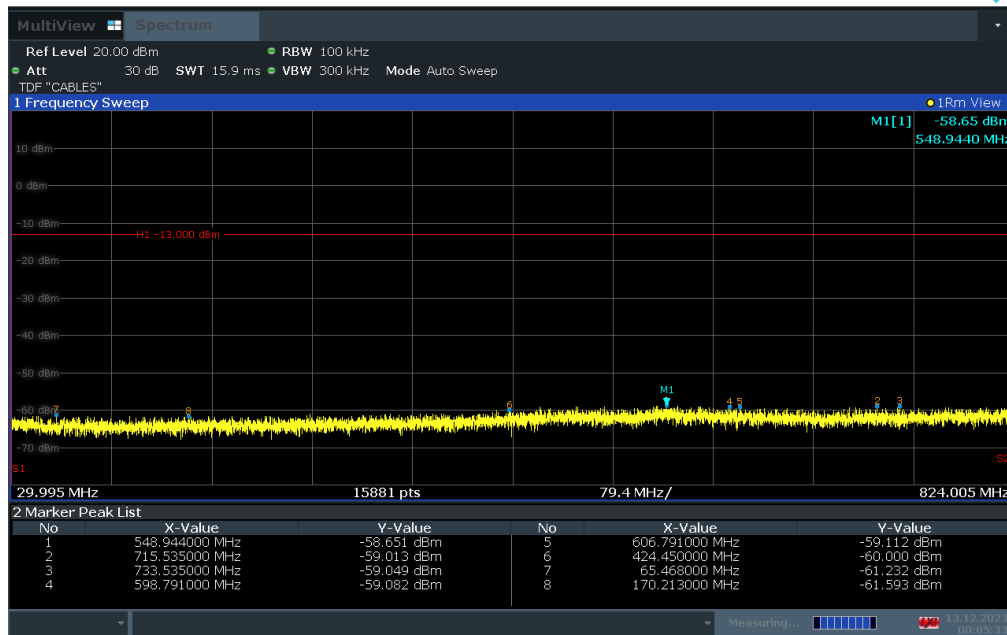 MultiView Spectrum
Ref Level 20.00 dBm RBW 100 kHz
Att 30 dB SWT 15.9 ms VBW 300 kHz Mode Auto Sweep
TDF "CABLES"
1 Frequency Sweep 1Rm View
M1[1] -58.65 dBm
548.9440 MHz
10 dBm
0 dBm
-10 dBm
H1 -13.000 dBm
-20 dBm
-30 dBm
-40 dBm
-50 dBm
M1
4 5 2 3
6
-60 dBm 7 8
-70 dBm
S1
29.995 MHz 15881 pts 79.4 MHz/ 824.005 MHz
2 Marker Peak List
No X-Value Y-Value No X-Value Y-Value
1 548.944000 MHz -58.651 dBm 5 606.791000 MHz -59.112 dBm
2 715.535000 MHz -59.013 dBm 6 424.450000 MHz -60.000 dBm
3 733.535000 MHz -59.049 dBm 7 65.468000 MHz -61.232 dBm
4 598.791000 MHz -59.082 dBm 8 170.213000 MHz -61.593 dBm
Measuring... 13.12.2023